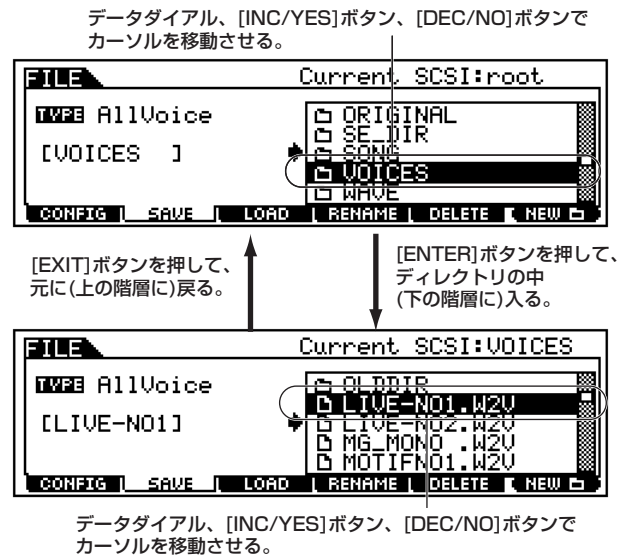 データダイアル、[INC/YES]ボタン、[DEC/NO]ボタンで
カーソルを移動させる。
FILE Current SCSI:root
TYPE AllVoice
[VOICES ]
ORIGINAL
SE_DIR
SONG
VOICES
WAVE
CONFIG SAVE LOAD RENAME DELETE NEW
[EXIT]ボタンを押して、
元に(上の階層に)戻る。
[ENTER]ボタンを押して、
ディレクトリの中
(下の階層に)入る。
FILE Current SCSI:VOICES
TYPE AllVoice
[LIVE-NO1]
OLDDIR
LIVE-NO1.W2V
LIVE-NO2.W2V
MG_MONO .W2V
MOTIFNO1.W2V
CONFIG SAVE LOAD RENAME DELETE NEW
データダイアル、[INC/YES]ボタン、[DEC/NO]ボタンで
カーソルを移動させる。